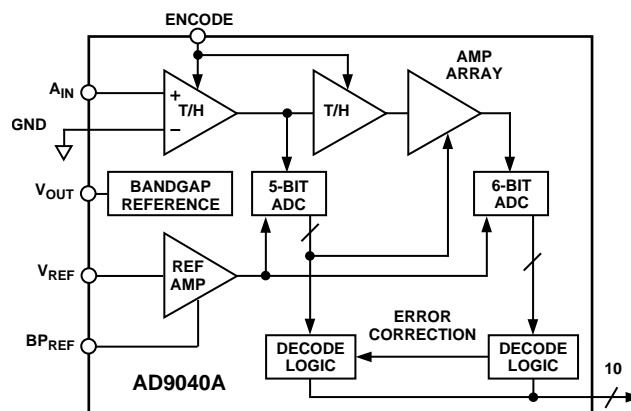 ENCODE
AMP
ARRAY
AIN
+
T/H
T/H
GND
–
VOUT
BANDGAP
REFERENCE
5-BIT
ADC
6-BIT
ADC
VREF
REF
AMP
ERROR
CORRECTION
BPREF
DECODE
LOGIC
DECODE
LOGIC
10
AD9040A